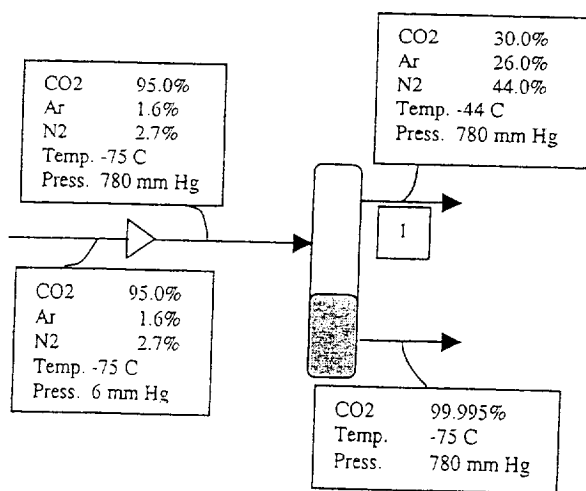 CO2 95.0%
Ar 1.6%
N2 2.7%
Temp. -75 C
Press. 780 mm Hg
CO2 30.0%
Ar 26.0%
N2 44.0%
Temp. -44 C
Press. 780 mm Hg
1
CO2 95.0%
Ar 1.6%
N2 2.7%
Temp. -75 C
Press. 6 mm Hg
CO2 99.995%
Temp. -75 C
Press. 780 mm Hg